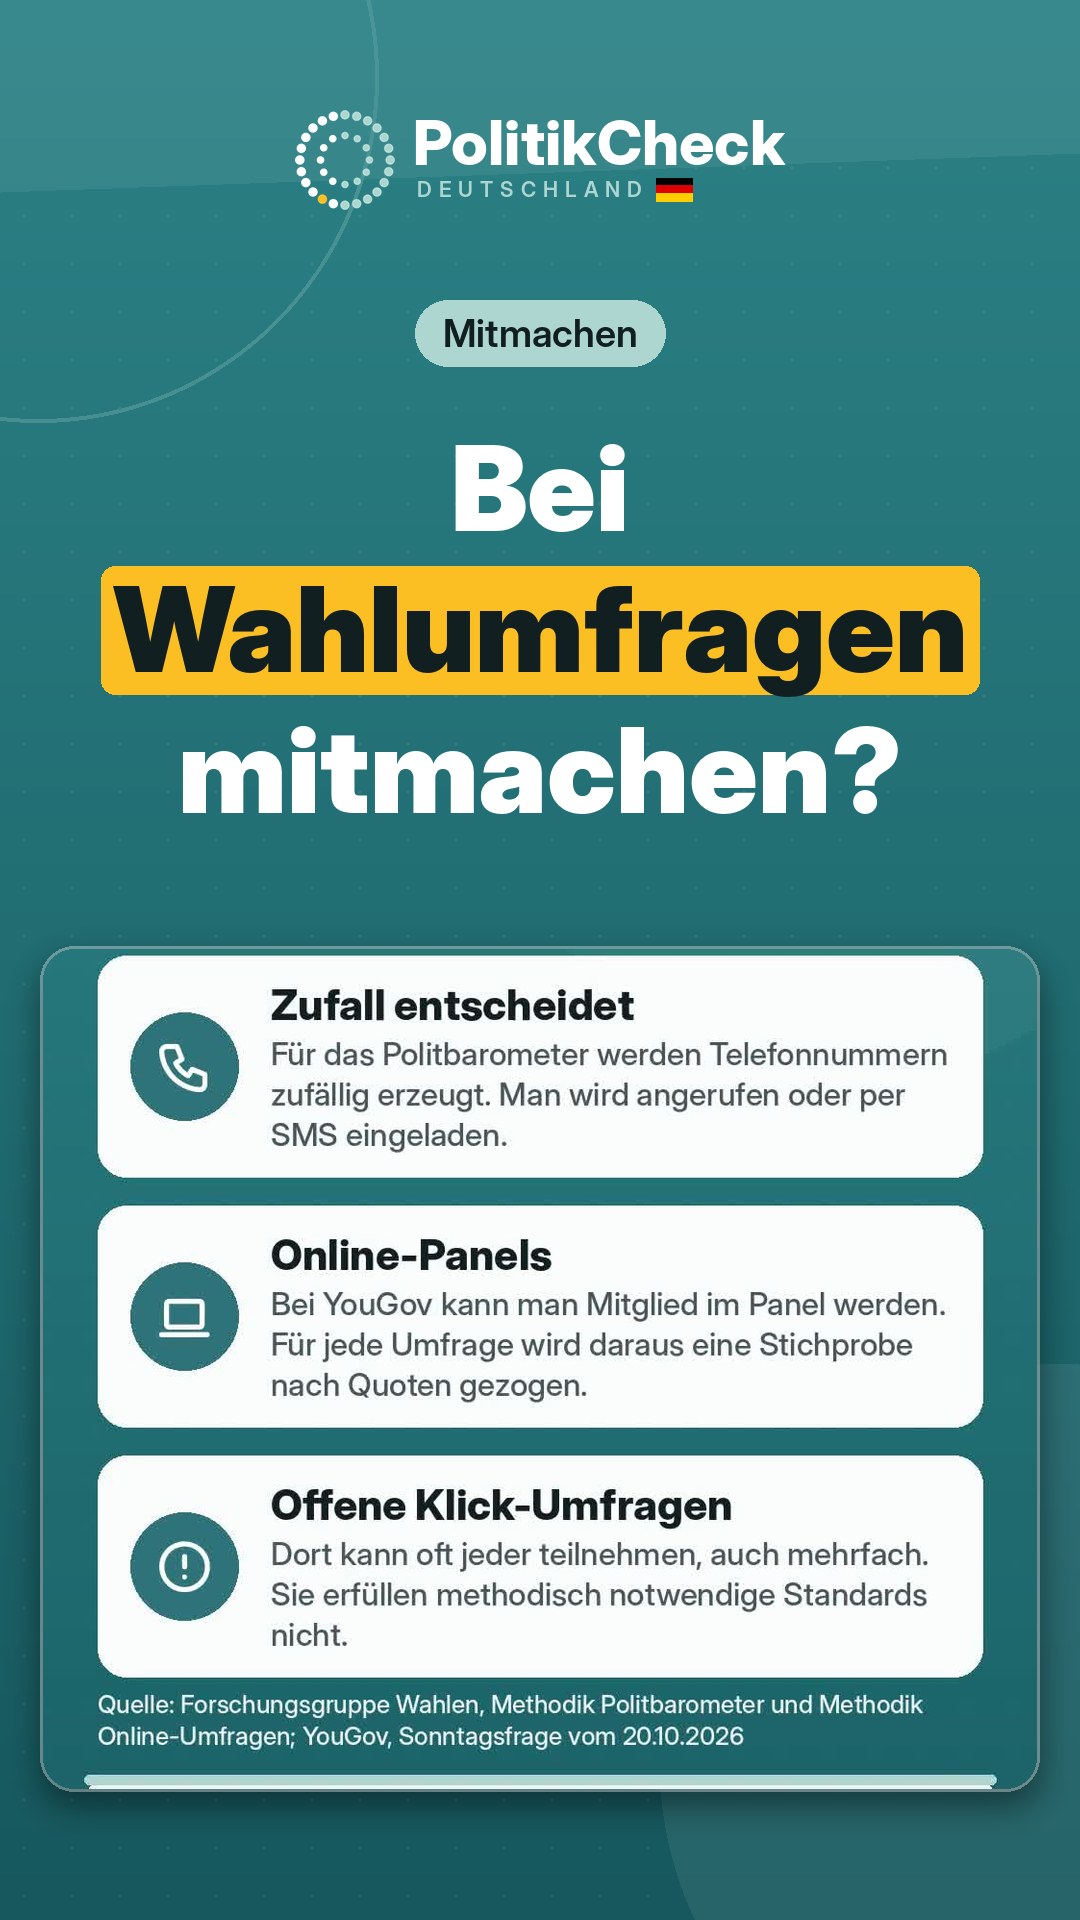 PolitikCheck
DEUTSCHLAND
Mitmachen
Bei
Wahlumfragen
mitmachen?
Zufall entscheidet
Für das Politbarometer werden Telefonnummern
zufällig erzeugt. Man wird angerufen oder per
SMS eingeladen.
Online-Panels
Bei YouGov kann man Mitglied im Panel werden.
Für jede Umfrage wird daraus eine Stichprobe
nach Quoten gezogen.
Offene Klick-Umfragen
Dort kann oft jeder teilnehmen, auch mehrfach.
Sie erfüllen methodisch notwendige Standards
nicht.
Quelle: Forschungsgruppe Wahlen, Methodik Politbarometer und Methodik
Online-Umfragen; YouGov, Sonntagsfrage vom 20.10.2026